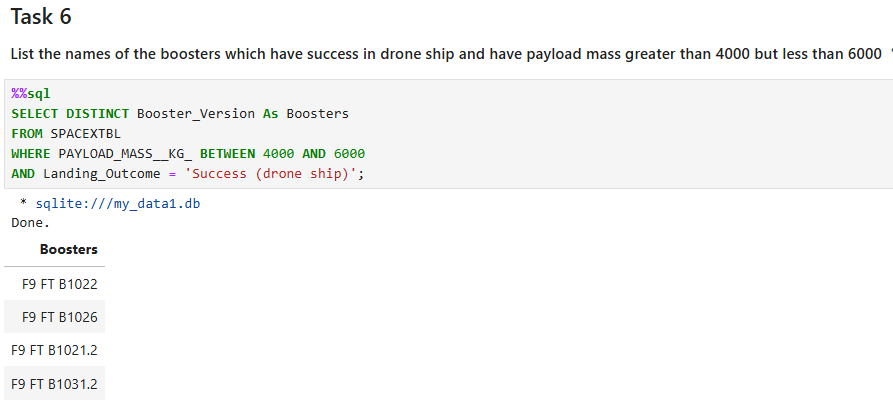 Task 6
List the names of the boosters which have success in drone ship and have payload mass greater than 4000 but less than 6000
%%sql
SELECT DISTINCT Booster_Version As Boosters
FROM SPACEXTBL
WHERE PAYLOAD_MASS__KG_ BETWEEN 4000 AND 6000
AND Landing_Outcome = 'Success (drone ship)';
* sqlite:///my_data1.db
Done.
Boosters
F9 FT B1022
F9 FT B1026
F9 FT B1021.2
F9 FT B1031.2